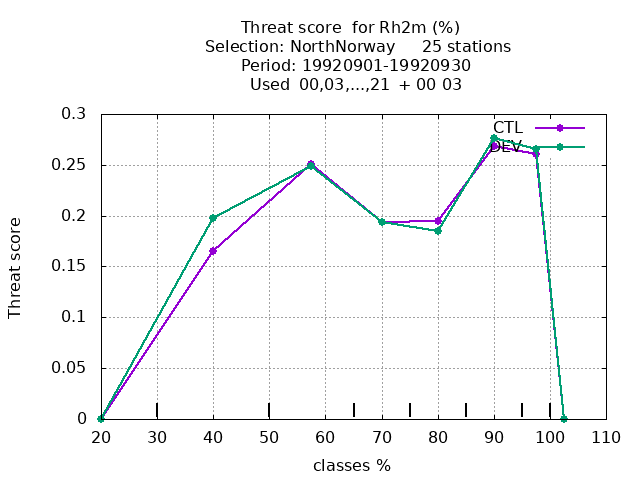 Threat score  for Rh2m (%)
Selection: NorthNorway     25 stations
Period: 19920901-19920930
Used  00,03,...,21  + 00 03
0.3
0.25
0.2
0.15
0.1
0.05
0
Threat score
CTL
DEV
20 30 40 50 60 70 80 90 100 110
classes %